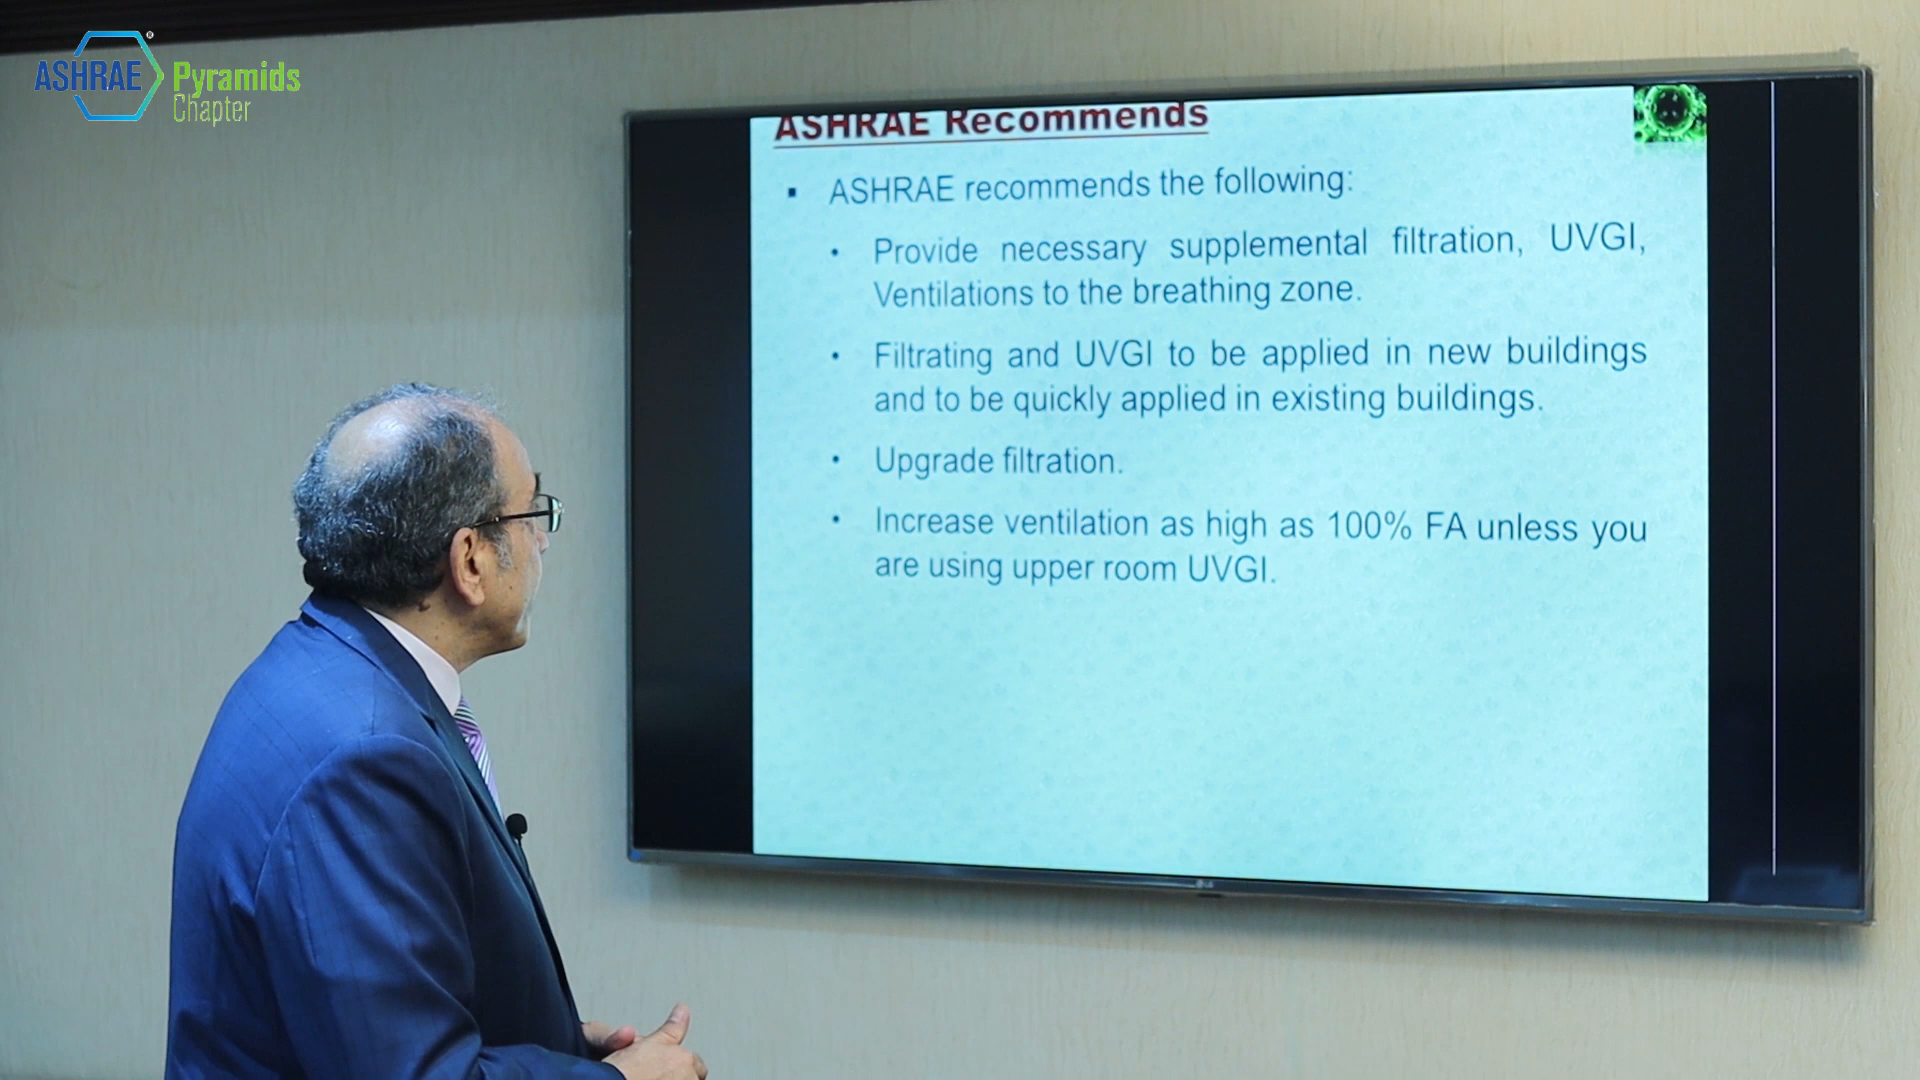 ASHRAE®
Pyramids
Chapter
ASHRAE Recommends
▪ ASHRAE recommends the following:
• Provide necessary supplemental filtration, UVGI,
Ventilations to the breathing zone.
• Filtrating and UVGI to be applied in new buildings
and to be quickly applied in existing buildings.
• Upgrade filtration.
• Increase ventilation as high as 100% FA unless you
are using upper room UVGI.
LG